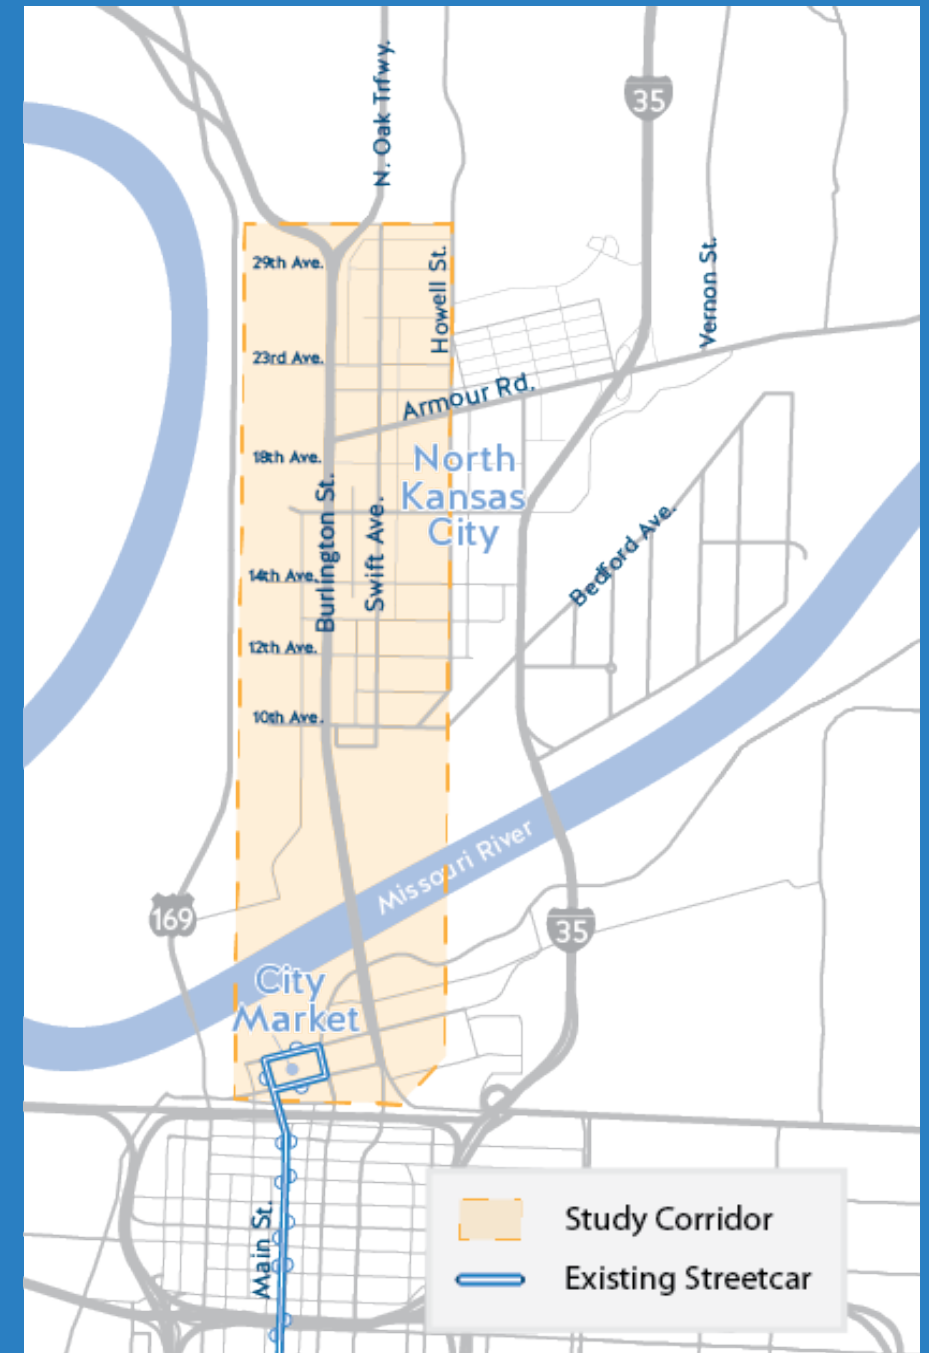 N. Oak Trfwy.
35
29th Ave.
Howell St.
Vernon St.
23rd Ave.
Armour Rd.
18th Ave.
North
Kansas
City
Burlington St.
Swift Ave.
Bedford Ave.
14th Ave.
12th Ave.
10th Ave.
Missouri River
169
35
City
Market
Main St.
Study Corridor
Existing Streetcar